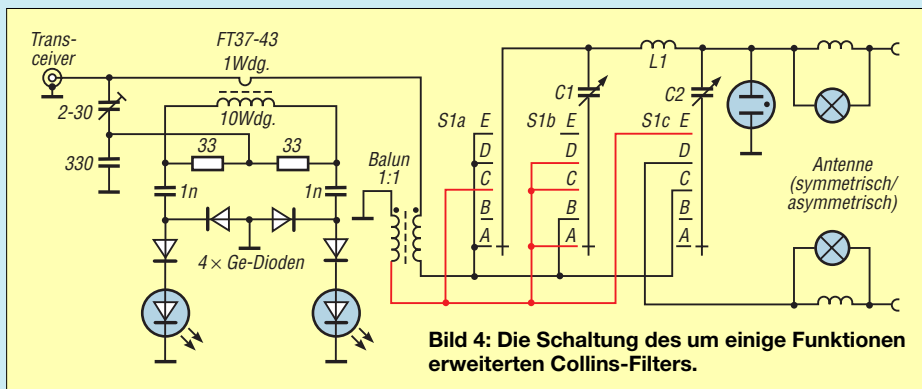 Trans-
ceiver
FT37-43
1Wdg.
10Wdg.
2-30
330
33
33
1n
1n
4 × Ge-Dioden
Balun
1:1
S1a
E
D
C
B
A
S1b
E
D
C
B
A
C1
L1
C2
S1c
E
D
C
B
A
Antenne
(symmetrisch/
asymmetrisch)
Bild 4: Die Schaltung des um einige Funktionen
erweiterten Collins-Filters.